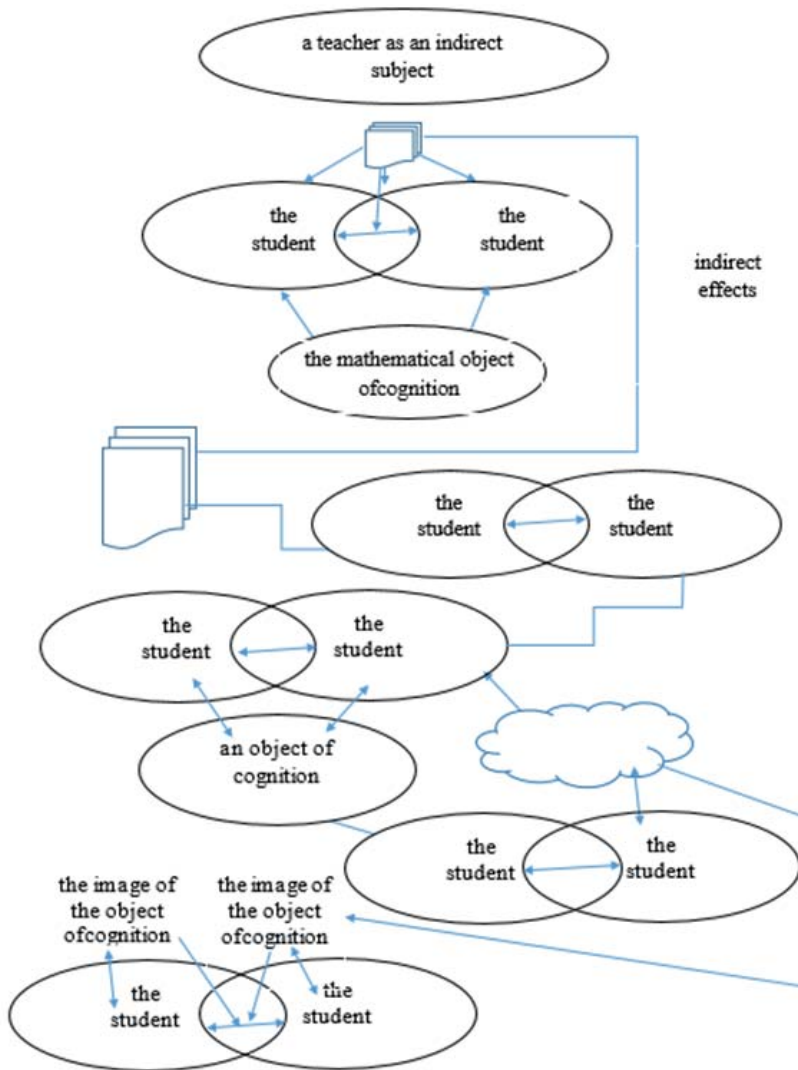 a teacher as an indirect
subject
the
student
the
student
indirect
effects
the mathematical object
ofcognition
the
student
the
student
the
student
the
student
an object of
cognition
the
student
the
student
the image of
the object
ofcognition
the image of
the object
ofcognition
the
student
the
student